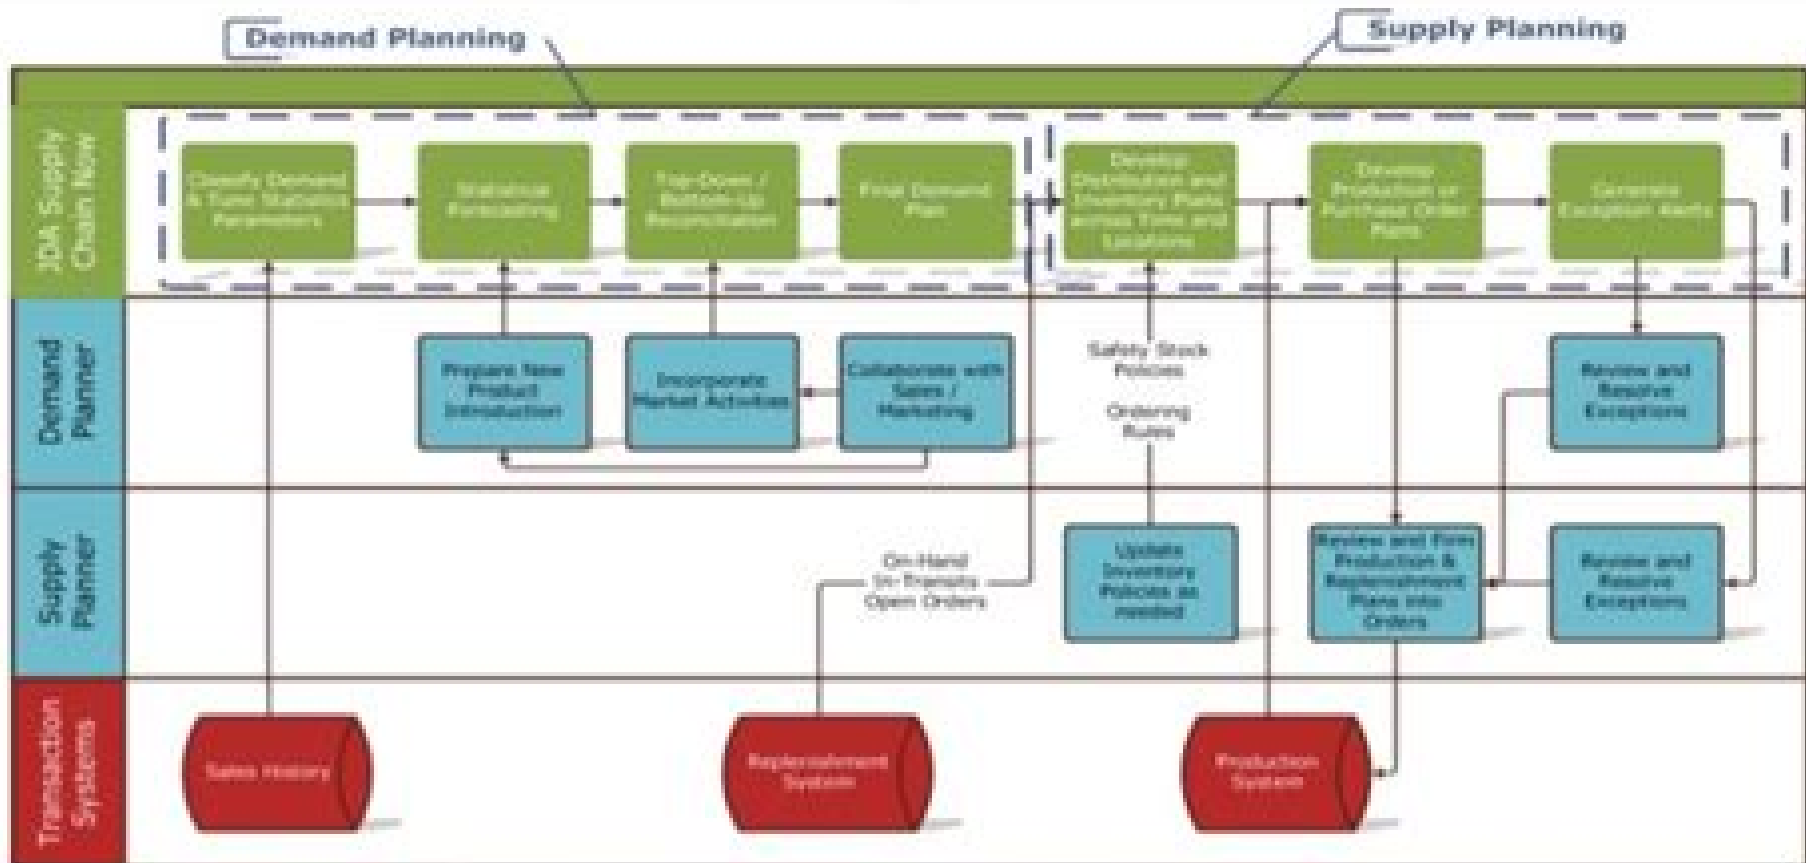 Demand Planning
Supply Planning
JDA Supply
Chain Now
Classify Demand
& Tune Statistics
Parameters
Statistical
Forecasting
Top-Down /
Bottom-Up
Reconciliation
Final Demand
Plan
Develop
Distribution and
Inventory Plans
across Time and
Locations
Develop
Production or
Purchase Order
Plans
Generate
Exception Alerts
Demand
Planner
Prepare New
Product
Introduction
Incorporate
Market Activities
Collaborate with
Sales /
Marketing
Safety Stock
Policies
Ordering
Rules
Review and
Resolve
Exceptions
Supply
Planner
On-Hand
In-Transits
Open Orders
Update
Inventory
Policies as
needed
Review and Firm
Production &
Replenishment
Plans into
Orders
Review and
Resolve
Exceptions
Transaction
Systems
Sales History
Replenishment
System
Production
System